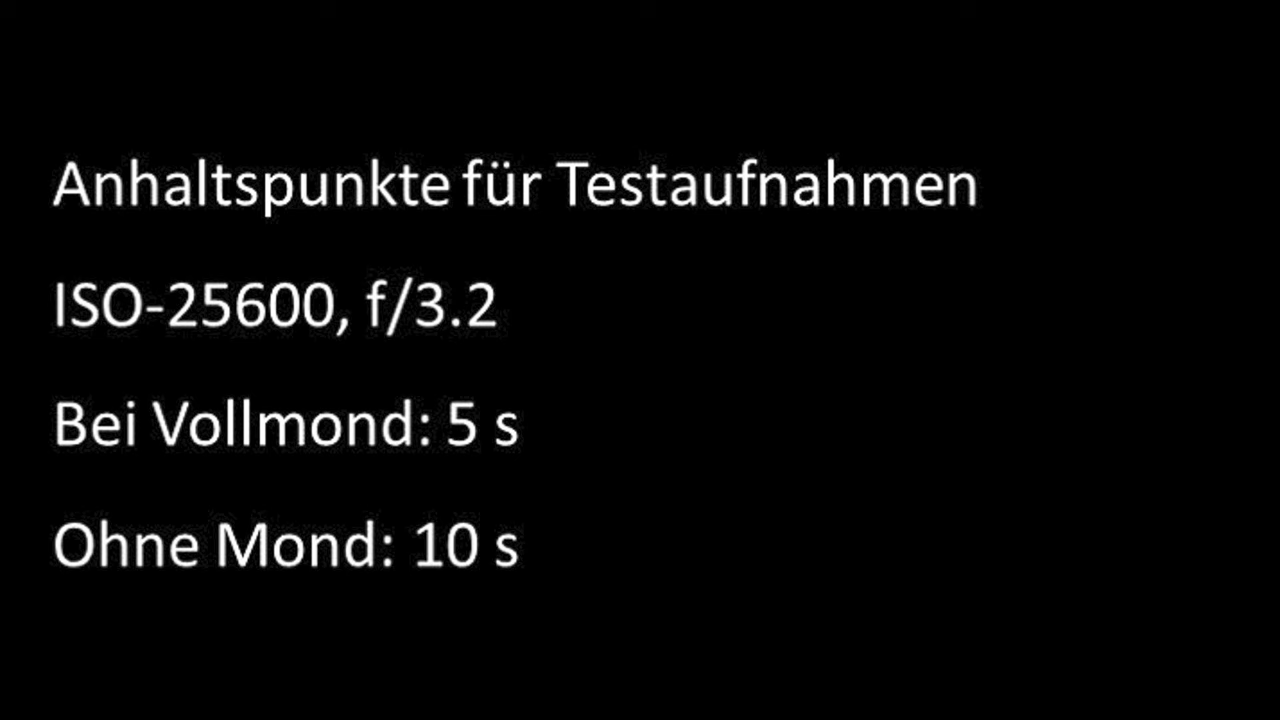 Anhaltspunkte für Testaufnahmen
ISO-25600, f/3.2
Bei Vollmond: 5 s
Ohne Mond: 10 s